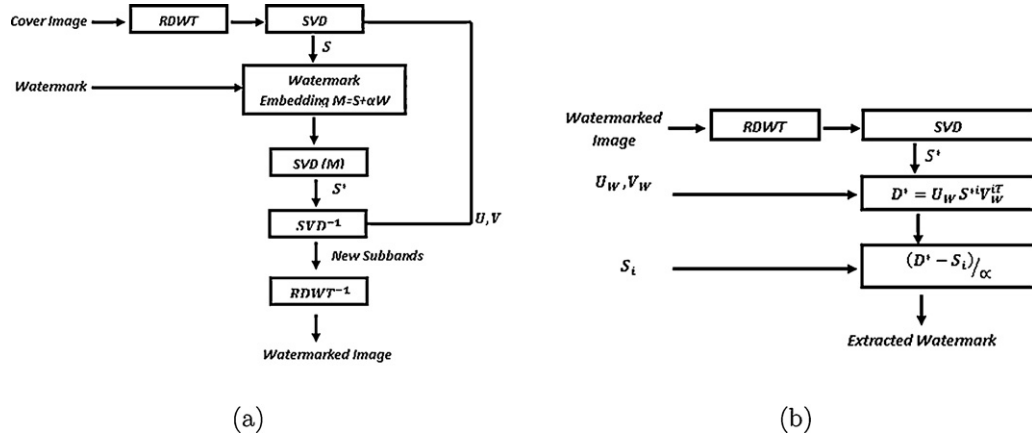 Cover Image
RDWT
SVD
S
Watermark
Watermark
Embedding M=S+αW
SVD (M)
S*
SVD⁻¹
U,V
New Subbands
RDWT⁻¹
Watermarked Image
(a)
Watermarked
Image
RDWT
SVD
S*
U_W, V_W
D* = U_W S*ⁱ V_W^{iT}
S_i
(D* − S_i)/∝
Extracted Watermark
(b)